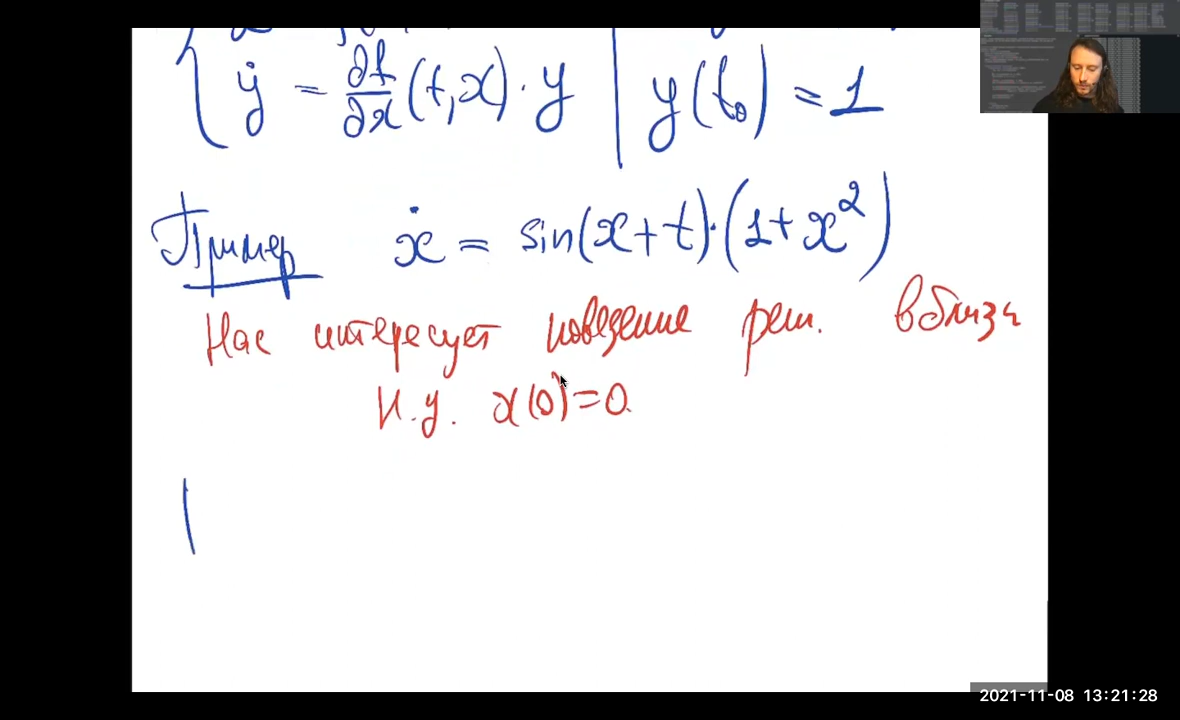 ẏ = ∂f/∂x (t,x)·y | y(t₀) = 1
Пример ẋ = sin(x+t)·(1+x²)
Нас интересует поведение реш. вблизи
н.у. x(0)=0.
2021-11-08 13:21:28